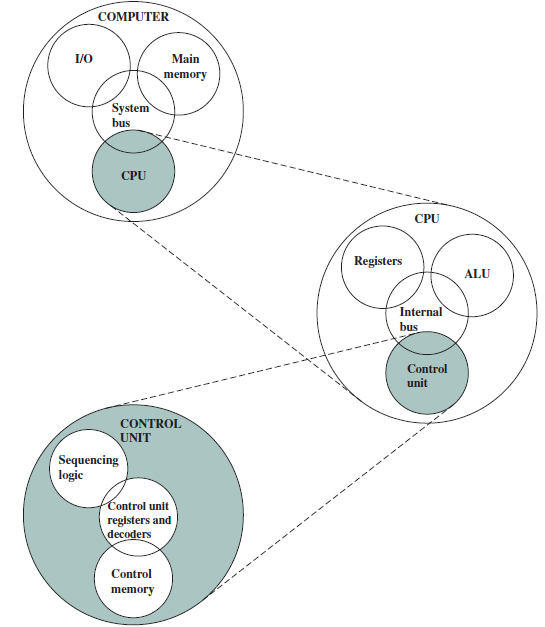 COMPUTER
I/O
Main
memory
System
bus
CPU
CPU
Registers
ALU
Internal
bus
Control
unit
CONTROL
UNIT
Sequencing
logic
Control unit
registers and
decoders
Control
memory